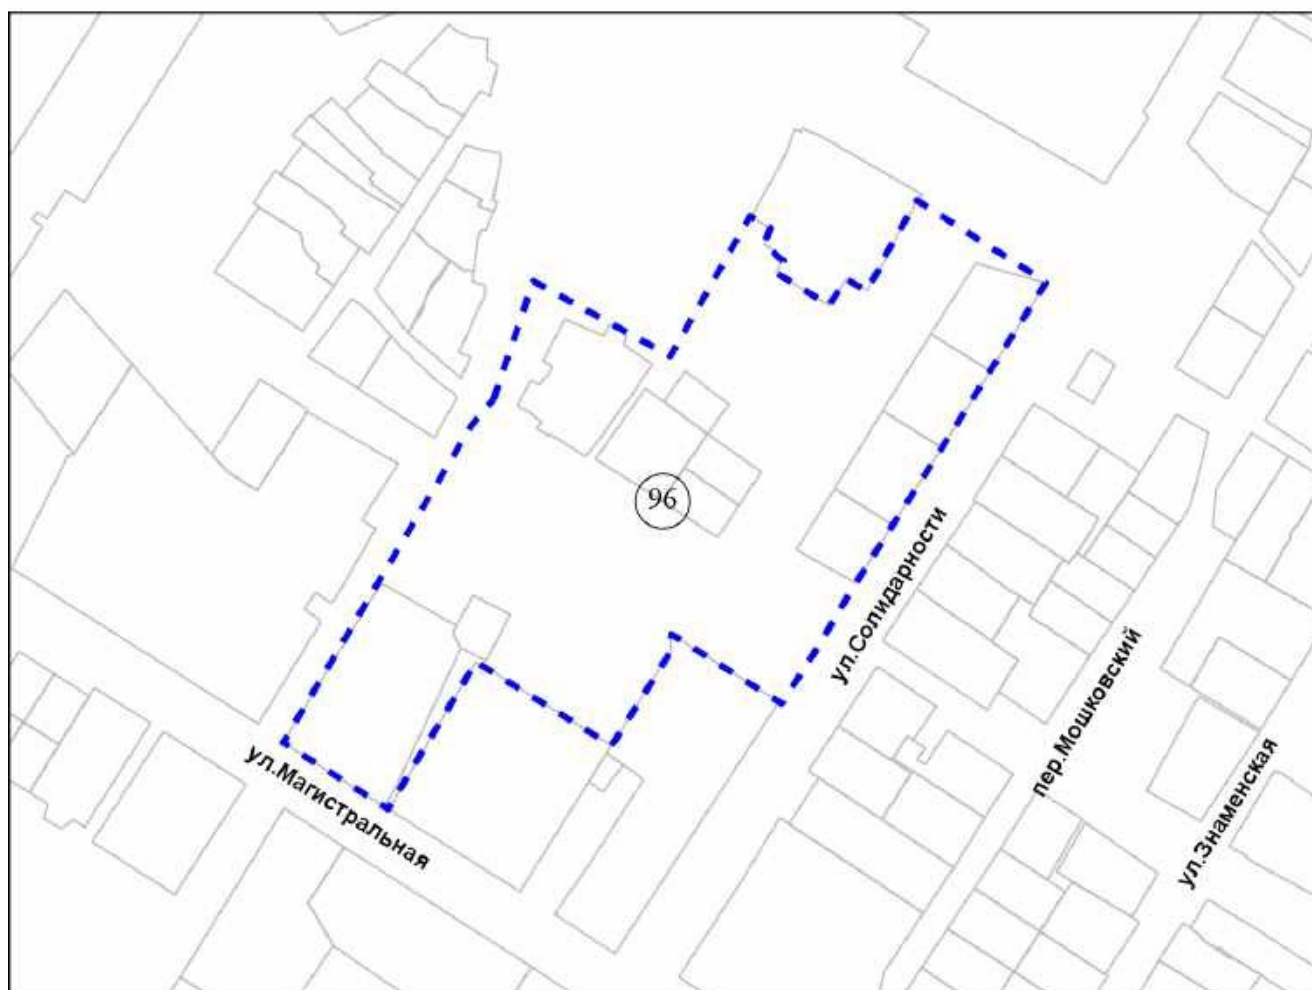 96
ул.Солидарности
пер.Мошковский
ул.Знаменская
ул.Магистральная